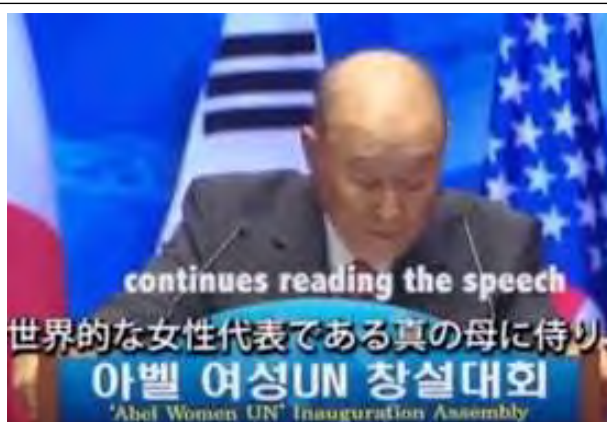 continues reading the speech
世界的な女性代表である真の母に侍り、
아벨 여성UN 창설대회
'Abel Women UN' Inauguration Assembly